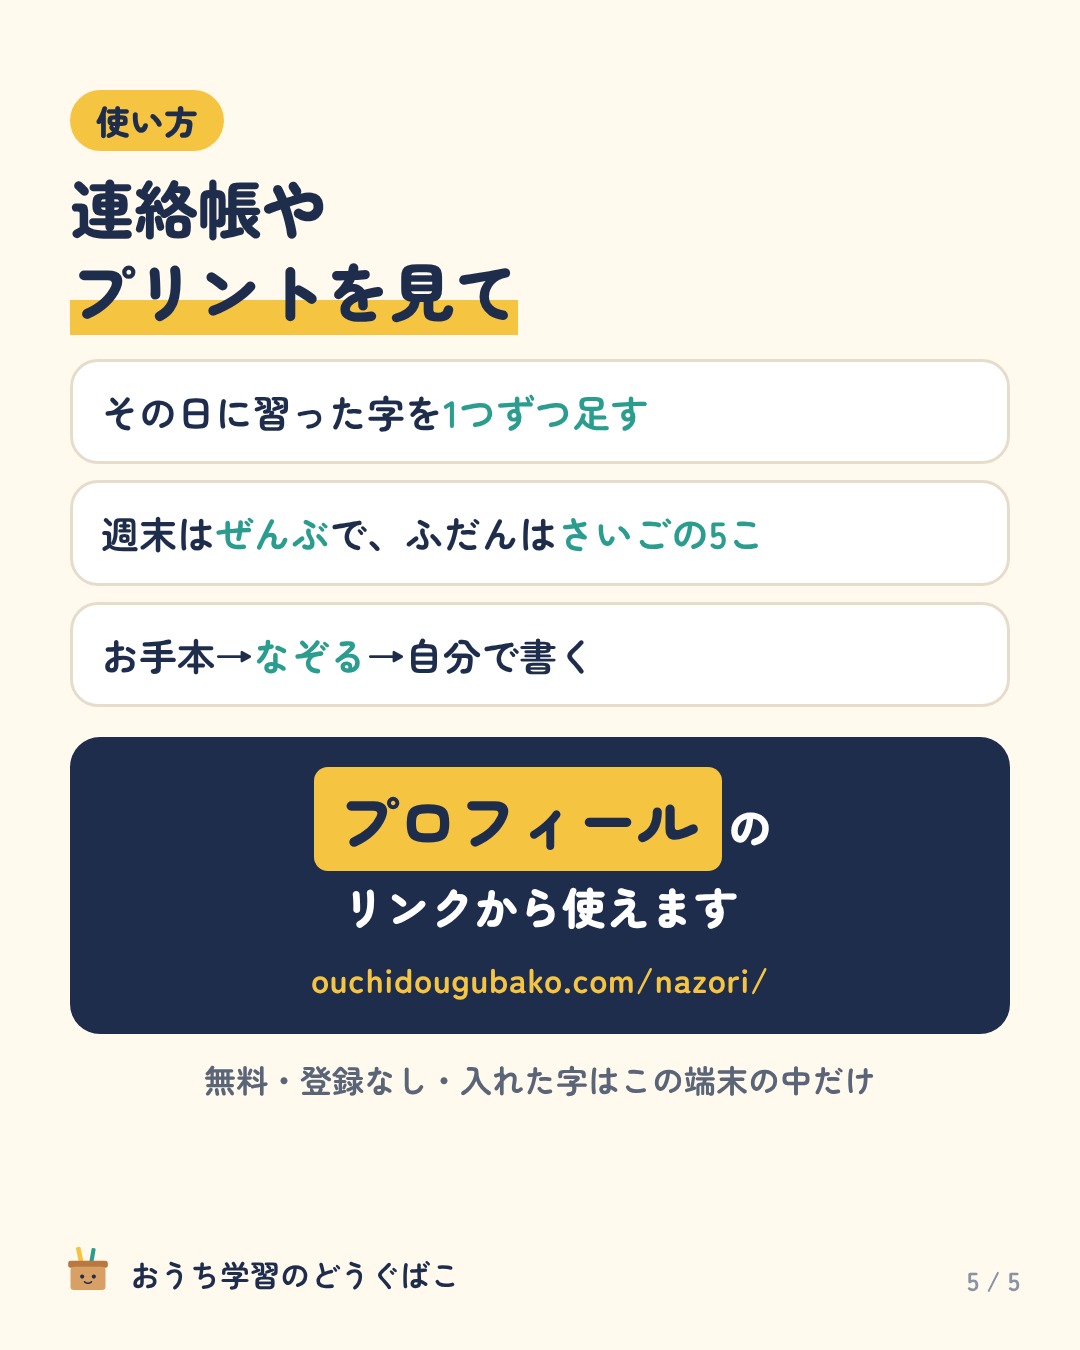 使い方
連絡帳や
プリントを見て
その日に習った字を1つずつ足す
週末はぜんぶで、ふだんはさいごの5こ
お手本→なぞる→自分で書く
プロフィールの
リンクから使えます
ouchidougubako.com/nazori/
無料・登録なし・入れた字はこの端末の中だけ
おうち学習のどうぐばこ
5 / 5